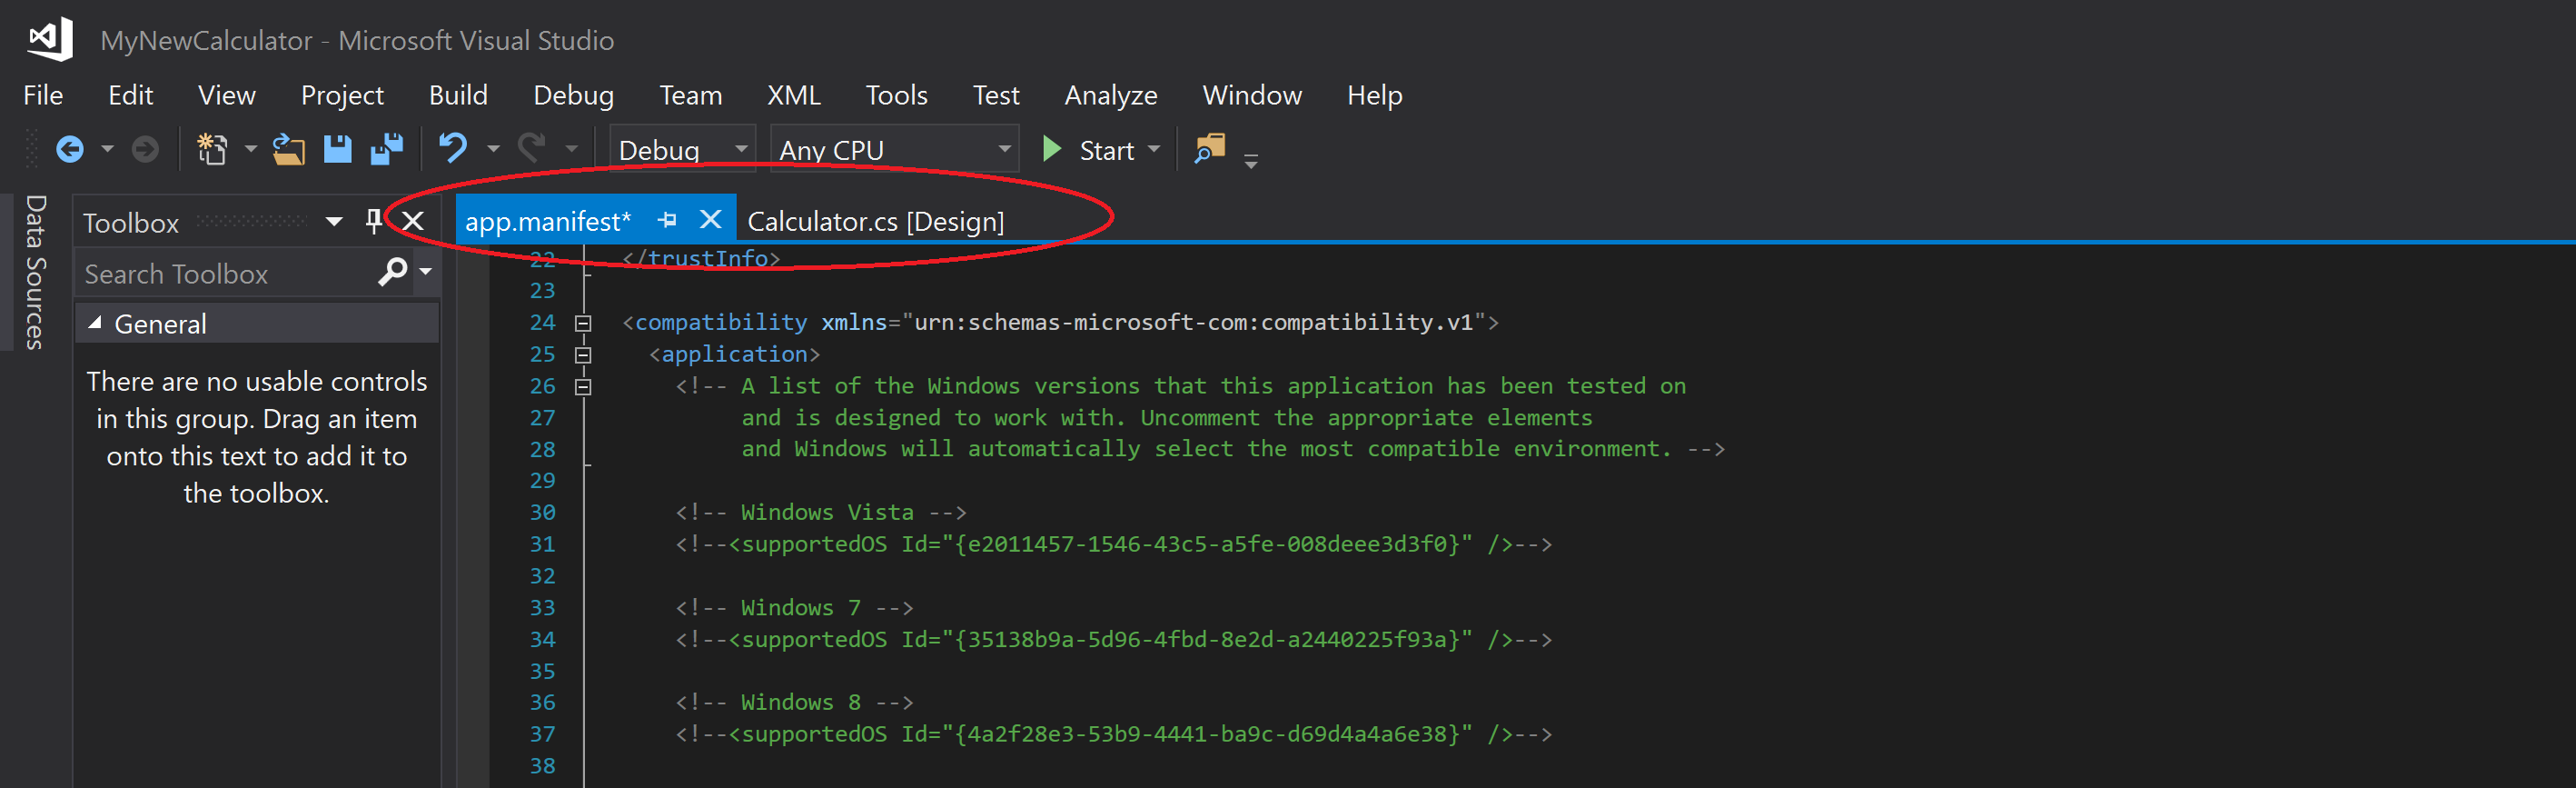 MyNewCalculator - Microsoft Visual Studio
File Edit View Project Build Debug Team XML Tools Test Analyze Window Help
Debug Any CPU Start
Data Sources
Toolbox
Search Toolbox
General
There are no usable controls
in this group. Drag an item
onto this text to add it to
the toolbox.
app.manifest* Calculator.cs [Design]
22 </trustInfo>
23
24 <compatibility xmlns="urn:schemas-microsoft-com:compatibility.v1">
25 <application>
26 <!-- A list of the Windows versions that this application has been tested on
27 and is designed to work with. Uncomment the appropriate elements
28 and Windows will automatically select the most compatible environment. -->
29
30 <!-- Windows Vista -->
31 <!--<supportedOS Id="{e2011457-1546-43c5-a5fe-008deee3d3f0}" />-->
32
33 <!-- Windows 7 -->
34 <!--<supportedOS Id="{35138b9a-5d96-4fbd-8e2d-a2440225f93a}" />-->
35
36 <!-- Windows 8 -->
37 <!--<supportedOS Id="{4a2f28e3-53b9-4441-ba9c-d69d4a4a6e38}" />-->
38